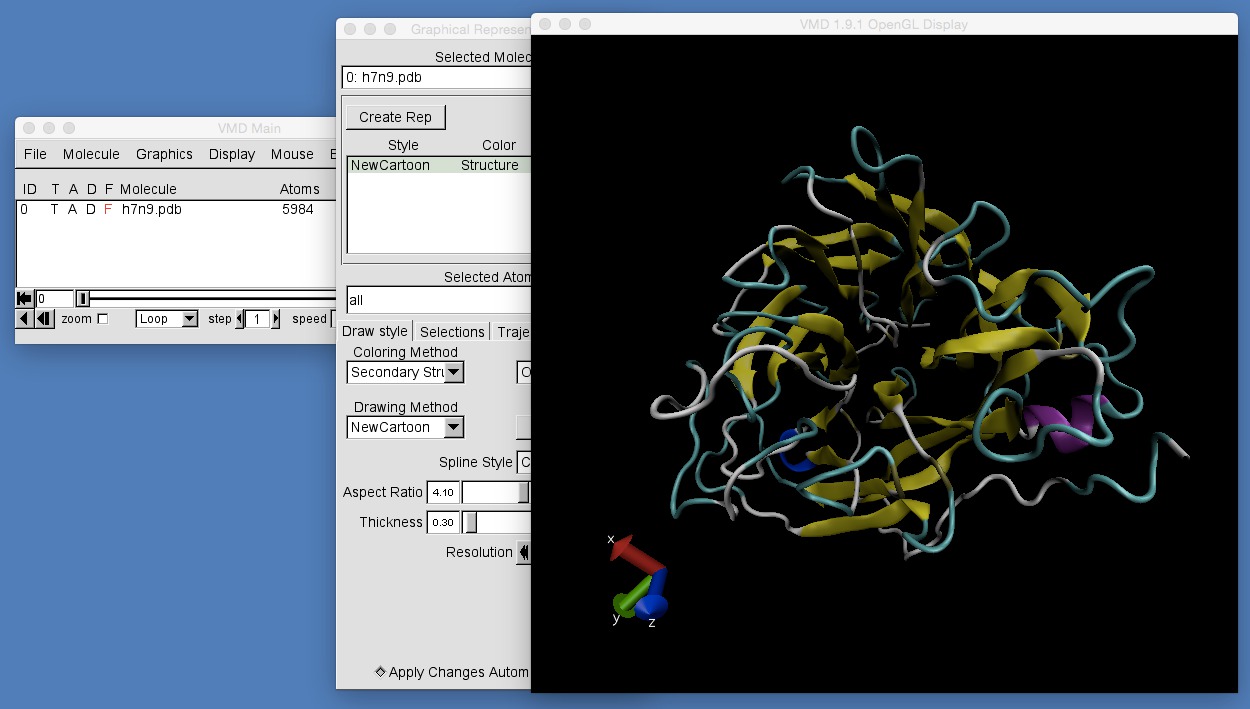 VMD Main
File Molecule Graphics Display Mouse
ID T A D F Molecule Atoms
0 T A D F h7n9.pdb 5984
0
zoom Loop step 1 speed
Graphical Represen
Selected Molec
0: h7n9.pdb
Create Rep
Style Color
NewCartoon Structure
Selected Atom
all
Draw style Selections Traje
Coloring Method
Secondary Stru
Drawing Method
NewCartoon
Spline Style C
Aspect Ratio 4.10
Thickness 0.30
Resolution
Apply Changes Autom
VMD 1.9.1 OpenGL Display
x
y
z